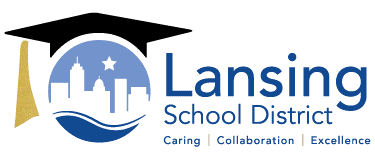 Lansing
School District
Caring | Collaboration | Excellence